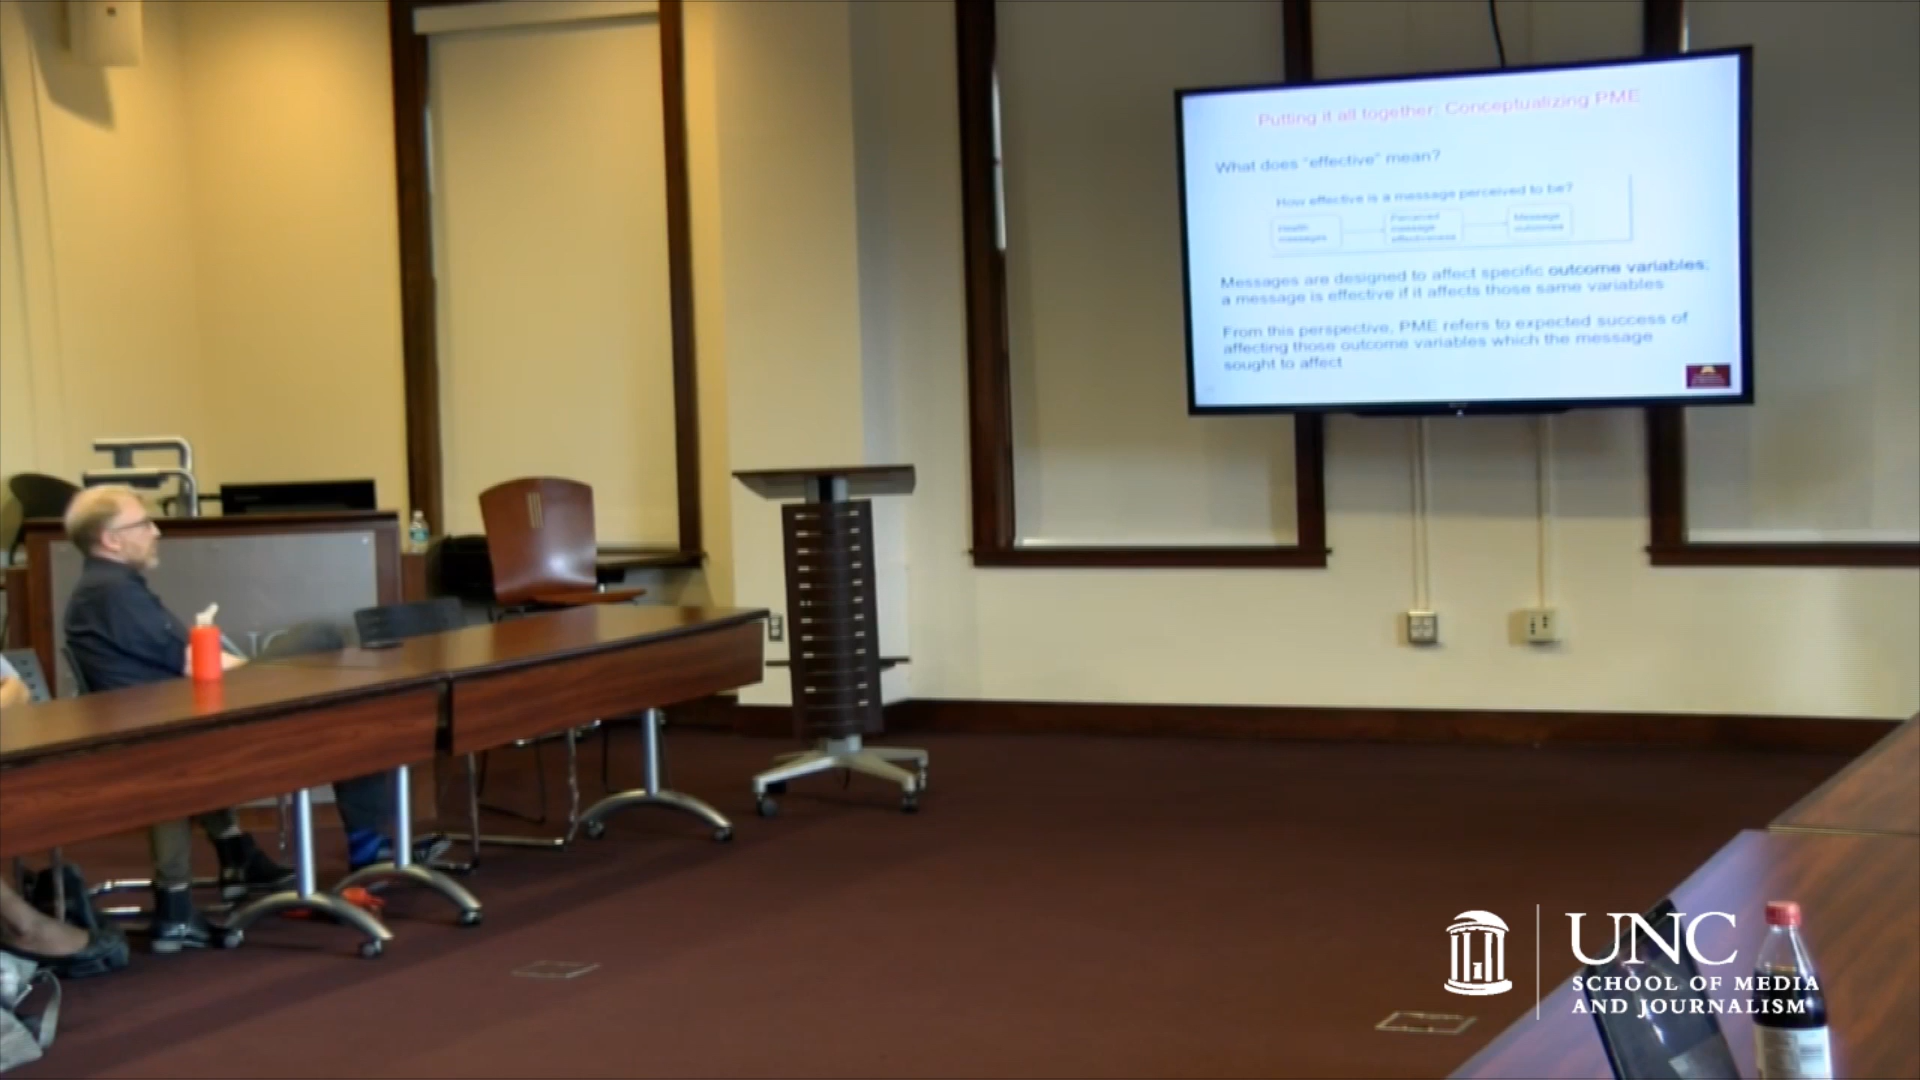 Putting it all together: Conceptualizing PME
What does "effective" mean?
How effective is a message perceived to be?
Health messages
Perceived message effectiveness
Message outcomes
Messages are designed to affect specific outcome variables;
a message is effective if it affects those same variables
From this perspective, PME refers to expected success of
affecting those outcome variables which the message
sought to affect
UNC
SCHOOL OF MEDIA
AND JOURNALISM